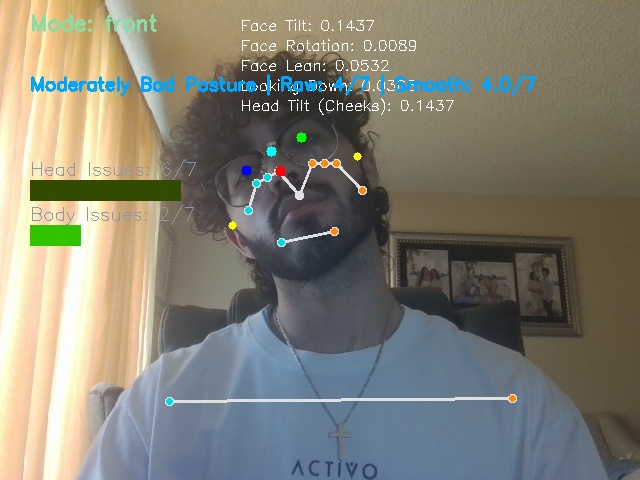 Mode: front
Face Tilt: 0.1437
Face Rotation: 0.0089
Face Lean: 0.0532
Moderately Bad Posture | Raw: 4/7 | Smooth: 4.0/7
Looking Down:
Head Tilt (Cheeks): 0.1437
Head Issues: 6/7
Body Issues: 2/7
ACTIVO